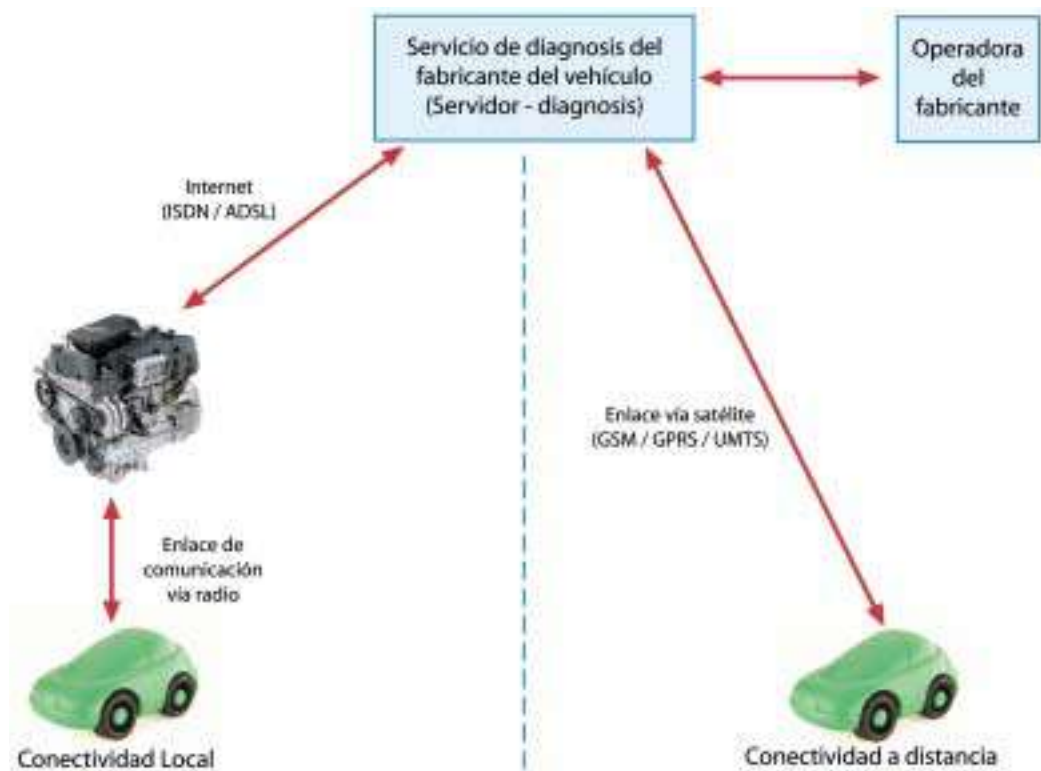 Servicio de diagnosis del
fabricante del vehículo
(Servidor - diagnosis)
Operadora
del
fabricante
Internet
(ISDN / ADSL)
Enlace vía satélite
(GSM / GPRS / UMTS)
Enlace de
comunicación
via radio
Conectividad Local
Conectividad a distancia